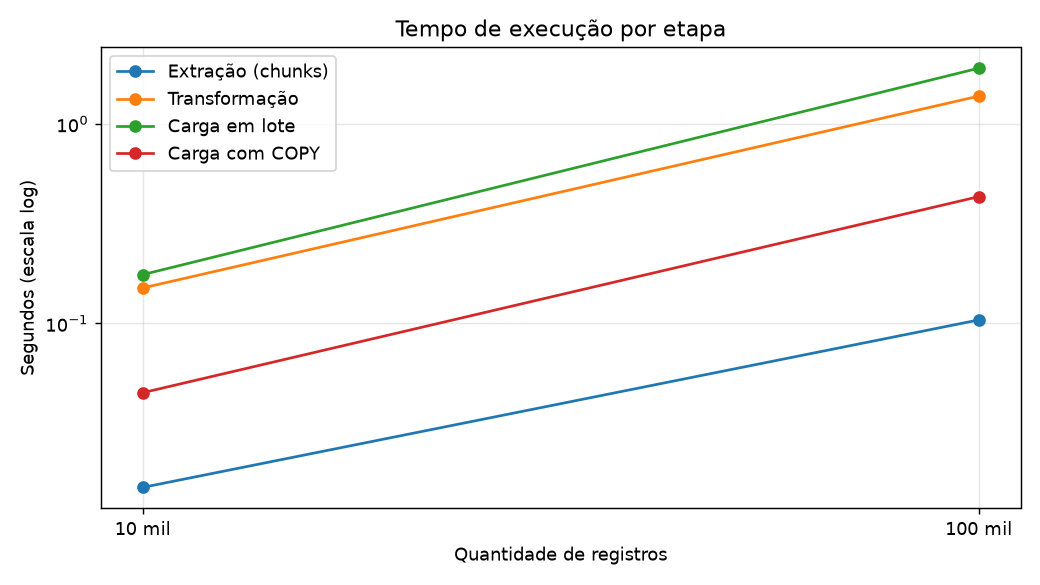 Tempo de execução por etapa
Extração (chunks)
Transformação
Carga em lote
Carga com COPY
10⁰
10⁻¹
Segundos (escala log)
10 mil
100 mil
Quantidade de registros